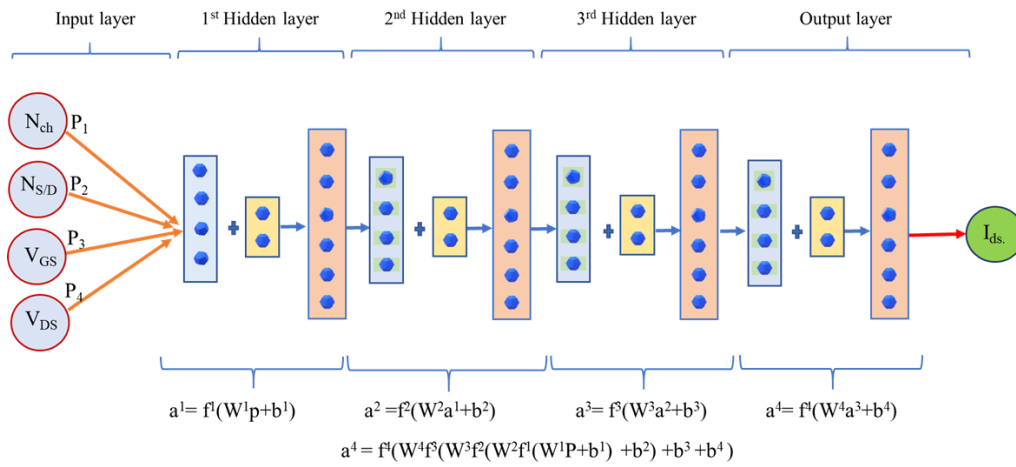 Input layer 1st Hidden layer 2nd Hidden layer 3rd Hidden layer Output layer
Nch P1
NS/D P2
VGS P3
VDS P4
+ + + +
Ids.
a¹= f¹(W¹p+b¹) a² =f²(W²a¹+b²) a³= f³(W³a²+b³) a⁴= f⁴(W⁴a³+b⁴)
a⁴ = f⁴(W⁴f³(W³f²(W²f¹(W¹P+b¹) +b²) +b³ +b⁴)